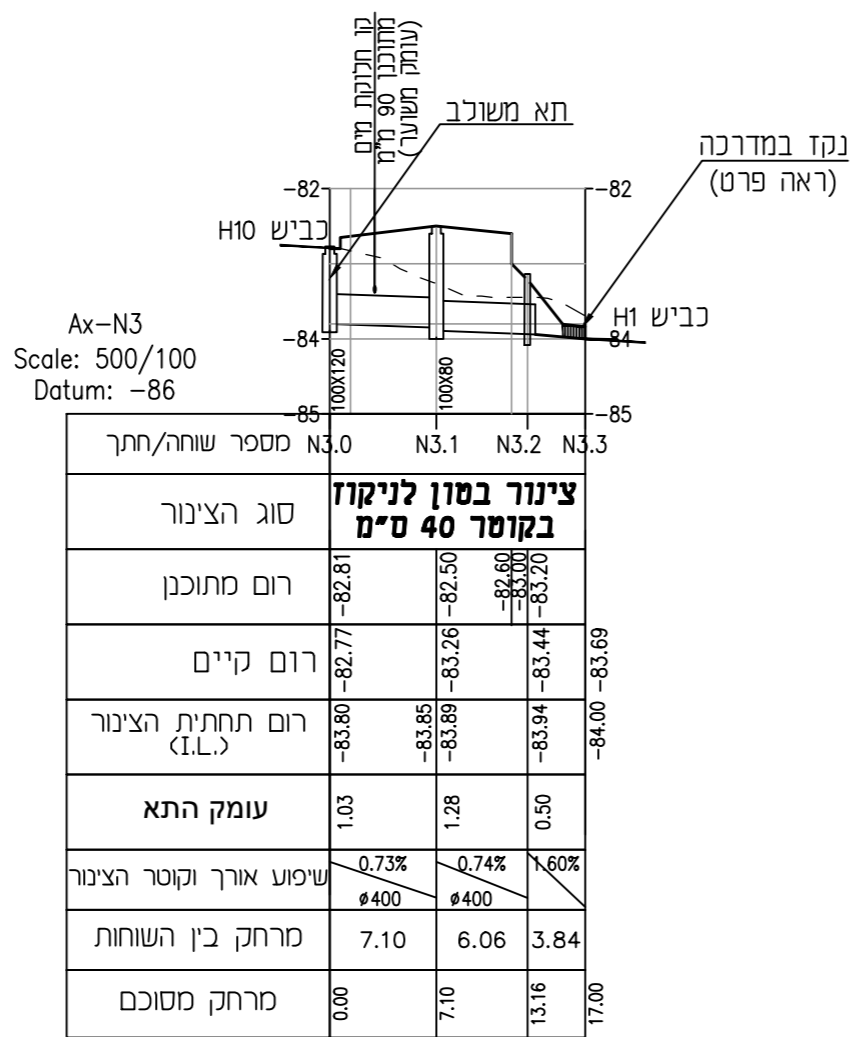 קו חלוקת מים
מתוכנן 90 מ"מ
(עומק משוער)
תא משולב
נקז במדרכה
(ראה פרט)
-82
-82
כביש H10
כביש H1
-84
-84
Ax-N3
Scale: 500/100
Datum: -86
100X120
100X80
-85
-85
מספר שוחה/חתך N3.0 N3.1 N3.2 N3.3
סוג הצינור
צינור בטון לניקוז
בקוטר 40 ס"מ
רום מתוכנן
-82.81 -82.50 -82.60 -83.00 -83.20
רום קיים
-82.77 -83.26 -83.44 -83.69
רום תחתית הצינור
(I.L.)
-83.80 -83.85 -83.89 -83.94 -84.00
עומק התא
1.03 1.28 0.50
שיפוע אורך וקוטר הצינור
0.73% 0.74% 1.60%
ø400 ø400
מרחק בין השוחות
7.10 6.06 3.84
מרחק מסוכם
0.00 7.10 13.16 17.00